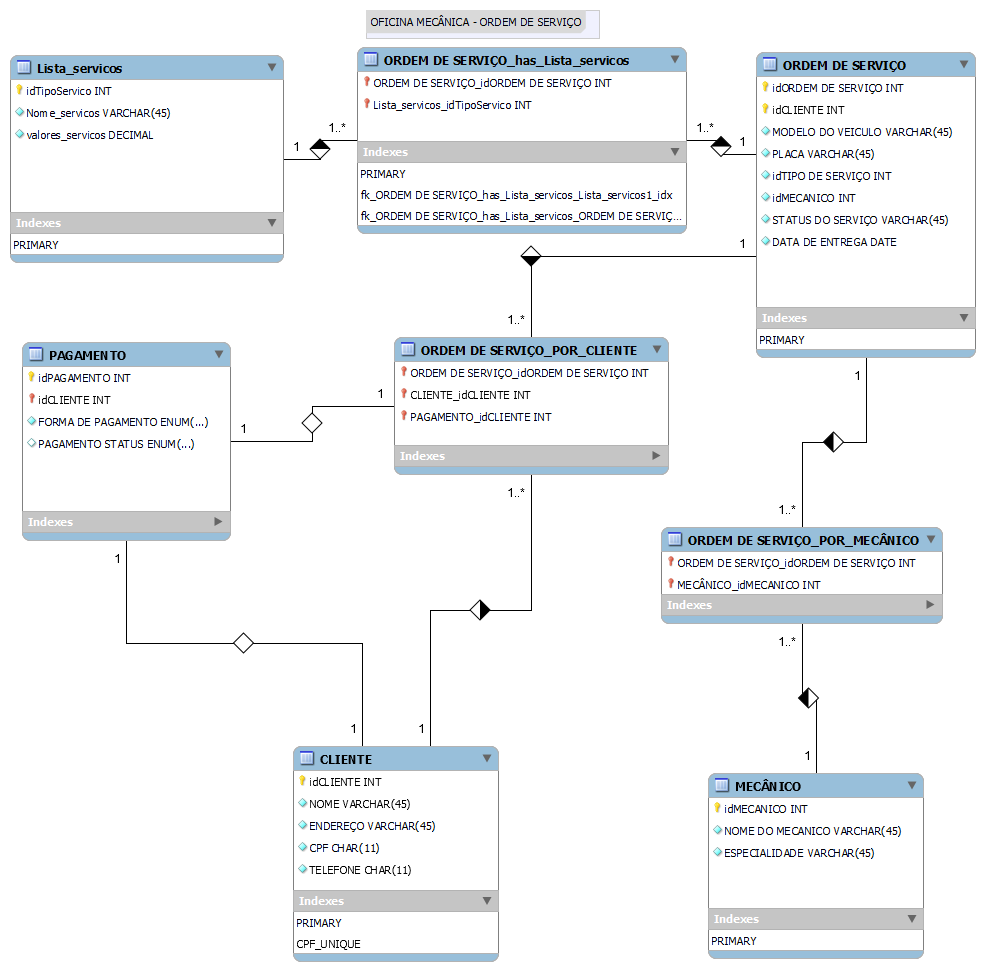 OFICINA MECÂNICA - ORDEM DE SERVIÇO
Lista_servicos
idTipoServico INT
Nome_servicos VARCHAR(45)
valores_servicos DECIMAL
Indexes
PRIMARY
1
1..*
ORDEM DE SERVIÇO_has_Lista_servicos
ORDEM DE SERVIÇO_idORDEM DE SERVIÇO INT
Lista_servicos_idTipoServico INT
Indexes
PRIMARY
fk_ORDEM DE SERVIÇO_has_Lista_servicos_Lista_servicos1_idx
fk_ORDEM DE SERVIÇO_has_Lista_servicos_ORDEM DE SERVIÇ...
1..*
1
ORDEM DE SERVIÇO
idORDEM DE SERVIÇO INT
idCLIENTE INT
MODELO DO VEICULO VARCHAR(45)
PLACA VARCHAR(45)
idTIPO DE SERVIÇO INT
idMECANICO INT
STATUS DO SERVIÇO VARCHAR(45)
DATA DE ENTREGA DATE
Indexes
PRIMARY
1
1..*
PAGAMENTO
idPAGAMENTO INT
idCLIENTE INT
FORMA DE PAGAMENTO ENUM(...)
PAGAMENTO STATUS ENUM(...)
Indexes
1
1
ORDEM DE SERVIÇO_POR_CLIENTE
ORDEM DE SERVIÇO_idORDEM DE SERVIÇO INT
CLIENTE_idCLIENTE INT
PAGAMENTO_idCLIENTE INT
Indexes
1
1..*
1..*
ORDEM DE SERVIÇO_POR_MECÂNICO
ORDEM DE SERVIÇO_idORDEM DE SERVIÇO INT
MECÂNICO_idMECANICO INT
Indexes
1
1..*
1
1
CLIENTE
idCLIENTE INT
NOME VARCHAR(45)
ENDEREÇO VARCHAR(45)
CPF CHAR(11)
TELEFONE CHAR(11)
Indexes
PRIMARY
CPF_UNIQUE
1
MECÂNICO
idMECANICO INT
NOME DO MECANICO VARCHAR(45)
ESPECIALIDADE VARCHAR(45)
Indexes
PRIMARY